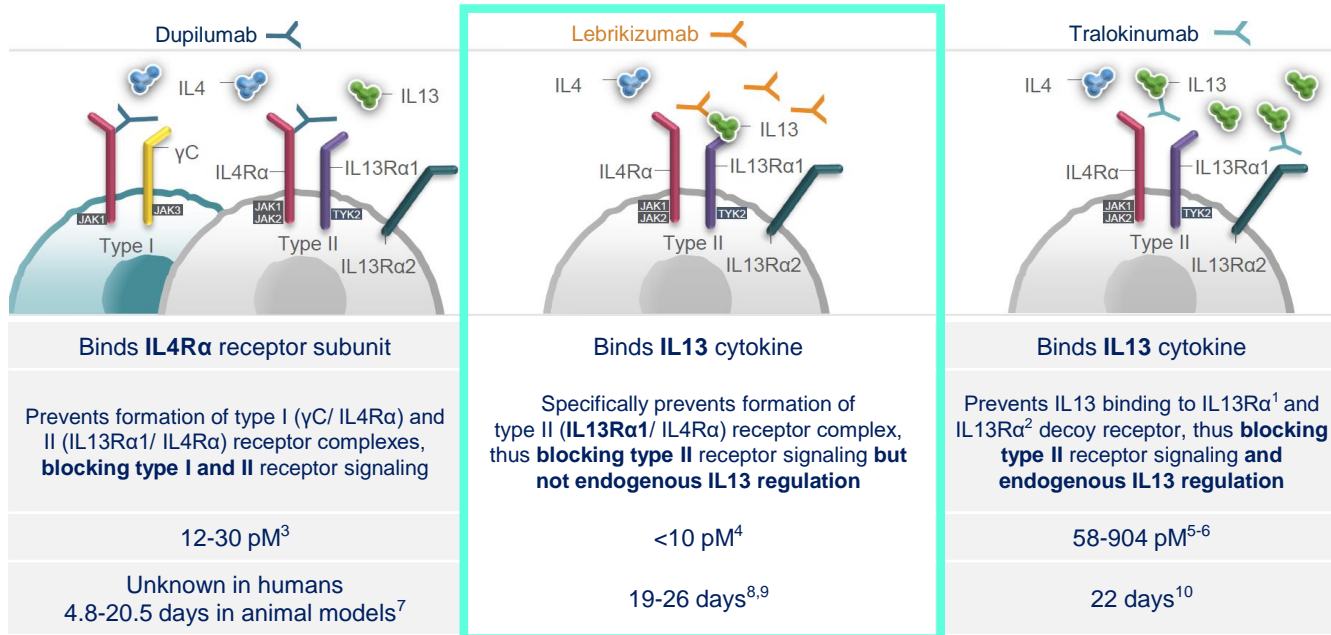 Dupilumab
IL4
IL13
γC
IL4Rα
IL13Rα1
JAK1
JAK3
JAK1
JAK2
TYK2
Type I
Type II
IL13Rα2
Lebrikizumab
IL4
IL13
IL4Rα
IL13Rα1
JAK1
JAK2
TYK2
Type II
IL13Rα2
Tralokinumab
IL4
IL13
IL4Rα
IL13Rα1
JAK1
JAK2
TYK2
Type II
IL13Rα2
Binds IL4Rα receptor subunit
Binds IL13 cytokine
Binds IL13 cytokine
Prevents formation of type I (γC/ IL4Rα) and
II (IL13Rα1/ IL4Rα) receptor complexes,
blocking type I and II receptor signaling
Specifically prevents formation of
type II (IL13Rα1/ IL4Rα) receptor complex,
thus blocking type II receptor signaling but
not endogenous IL13 regulation
Prevents IL13 binding to IL13Rα¹ and
IL13Rα² decoy receptor, thus blocking
type II receptor signaling and
endogenous IL13 regulation
12-30 pM³
<10 pM⁴
58-904 pM⁵⁻⁶
Unknown in humans
4.8-20.5 days in animal models⁷
19-26 days⁸,⁹
22 days¹⁰